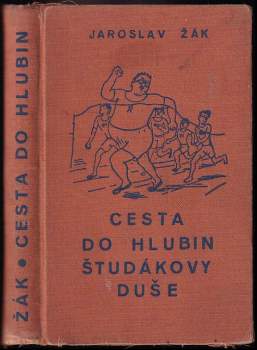 JAROSLAV ŽÁK
CESTA
DO HLUBIN
ŠTUDÁKOVY
DUŠE
ŽÁK • CESTA DO HLUBIN